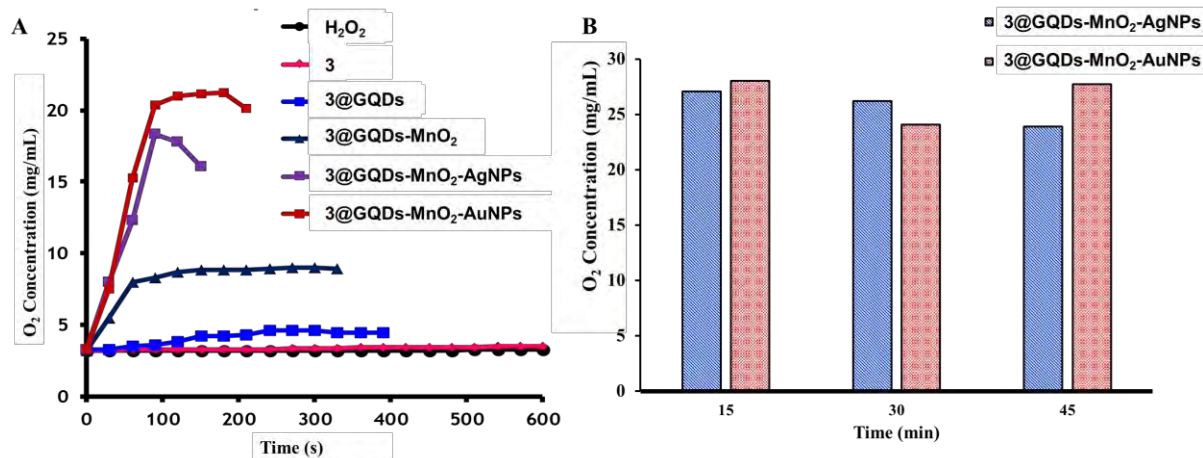 A
O₂ Concentration (mg/mL)
25
20
15
10
5
0
0 100 200 300 400 500 600
Time (s)
H₂O₂
3
3@GQDs
3@GQDs-MnO₂
3@GQDs-MnO₂-AgNPs
3@GQDs-MnO₂-AuNPs
B
3@GQDs-MnO₂-AgNPs
3@GQDs-MnO₂-AuNPs
O₂ Concentration (mg/mL)
30
25
20
15
10
5
0
15 30 45
Time (min)